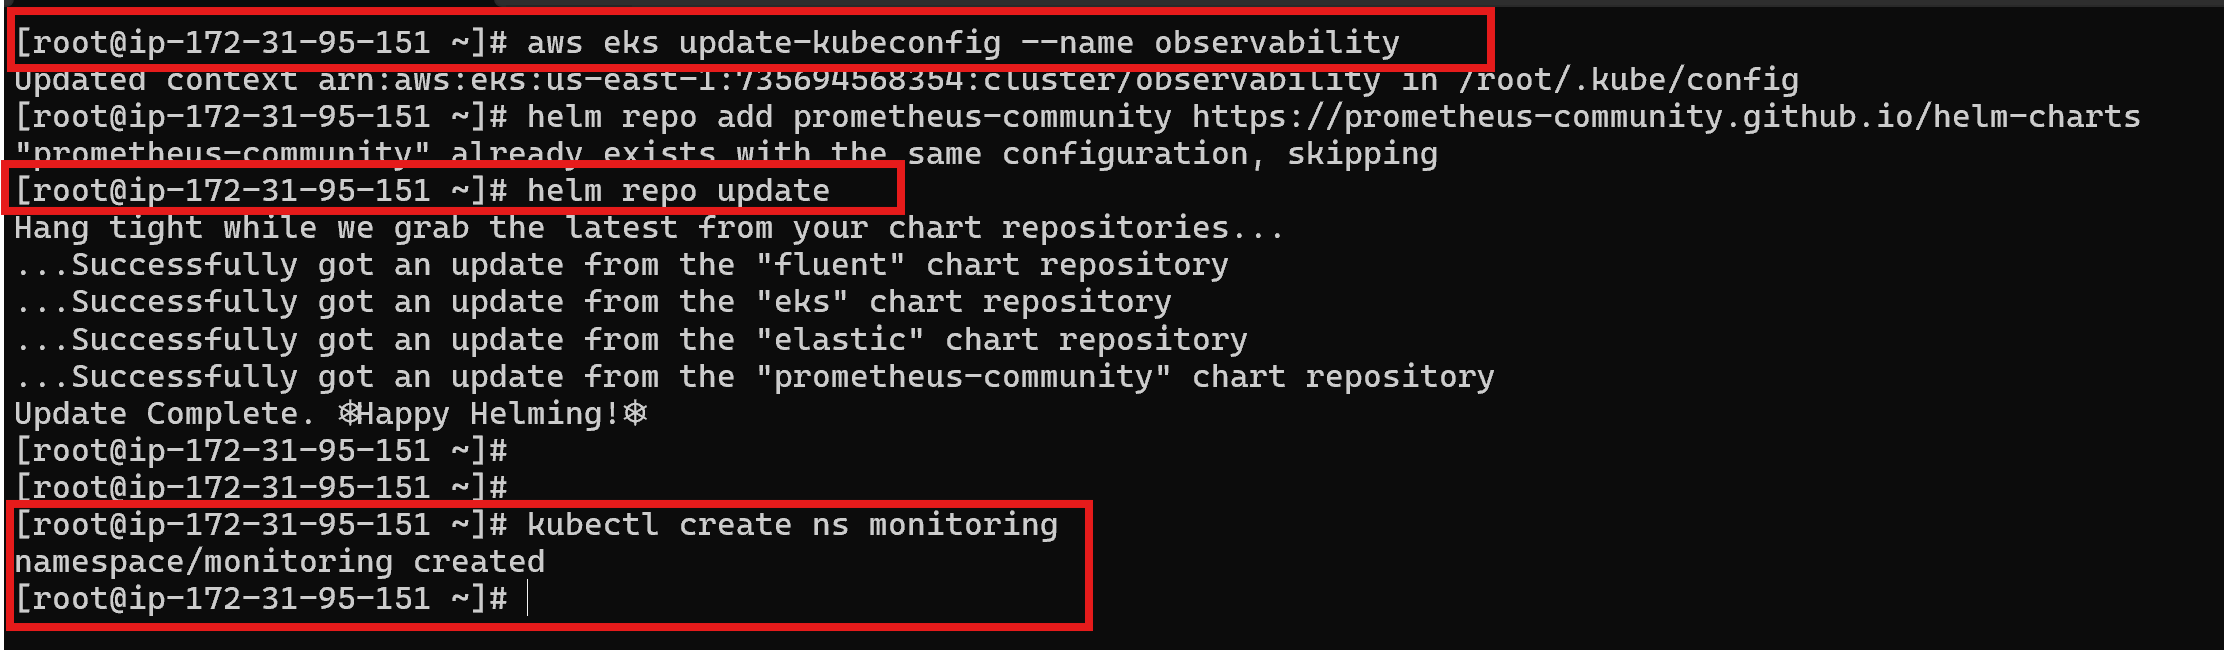 [root@ip-172-31-95-151 ~]# aws eks update-kubeconfig --name observability
Updated context arn:aws:eks:us-east-1:735694568354:cluster/observability in /root/.kube/config
[root@ip-172-31-95-151 ~]# helm repo add prometheus-community https://prometheus-community.github.io/helm-charts
"prometheus-community" already exists with the same configuration, skipping
[root@ip-172-31-95-151 ~]# helm repo update
Hang tight while we grab the latest from your chart repositories...
...Successfully got an update from the "fluent" chart repository
...Successfully got an update from the "eks" chart repository
...Successfully got an update from the "elastic" chart repository
...Successfully got an update from the "prometheus-community" chart repository
Update Complete. ⎈Happy Helming!⎈
[root@ip-172-31-95-151 ~]#
[root@ip-172-31-95-151 ~]#
[root@ip-172-31-95-151 ~]# kubectl create ns monitoring
namespace/monitoring created
[root@ip-172-31-95-151 ~]#